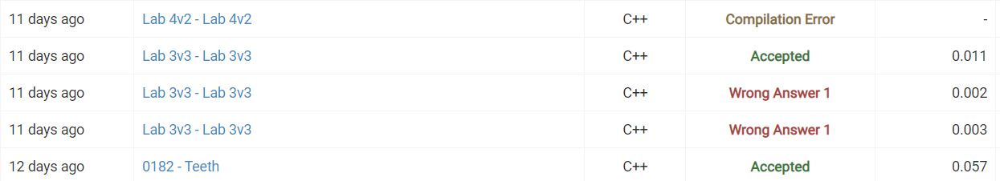 11 days ago Lab 4v2 - Lab 4v2 C++ Compilation Error -
11 days ago Lab 3v3 - Lab 3v3 C++ Accepted 0.011
11 days ago Lab 3v3 - Lab 3v3 C++ Wrong Answer 1 0.002
11 days ago Lab 3v3 - Lab 3v3 C++ Wrong Answer 1 0.003
12 days ago 0182 - Teeth C++ Accepted 0.057